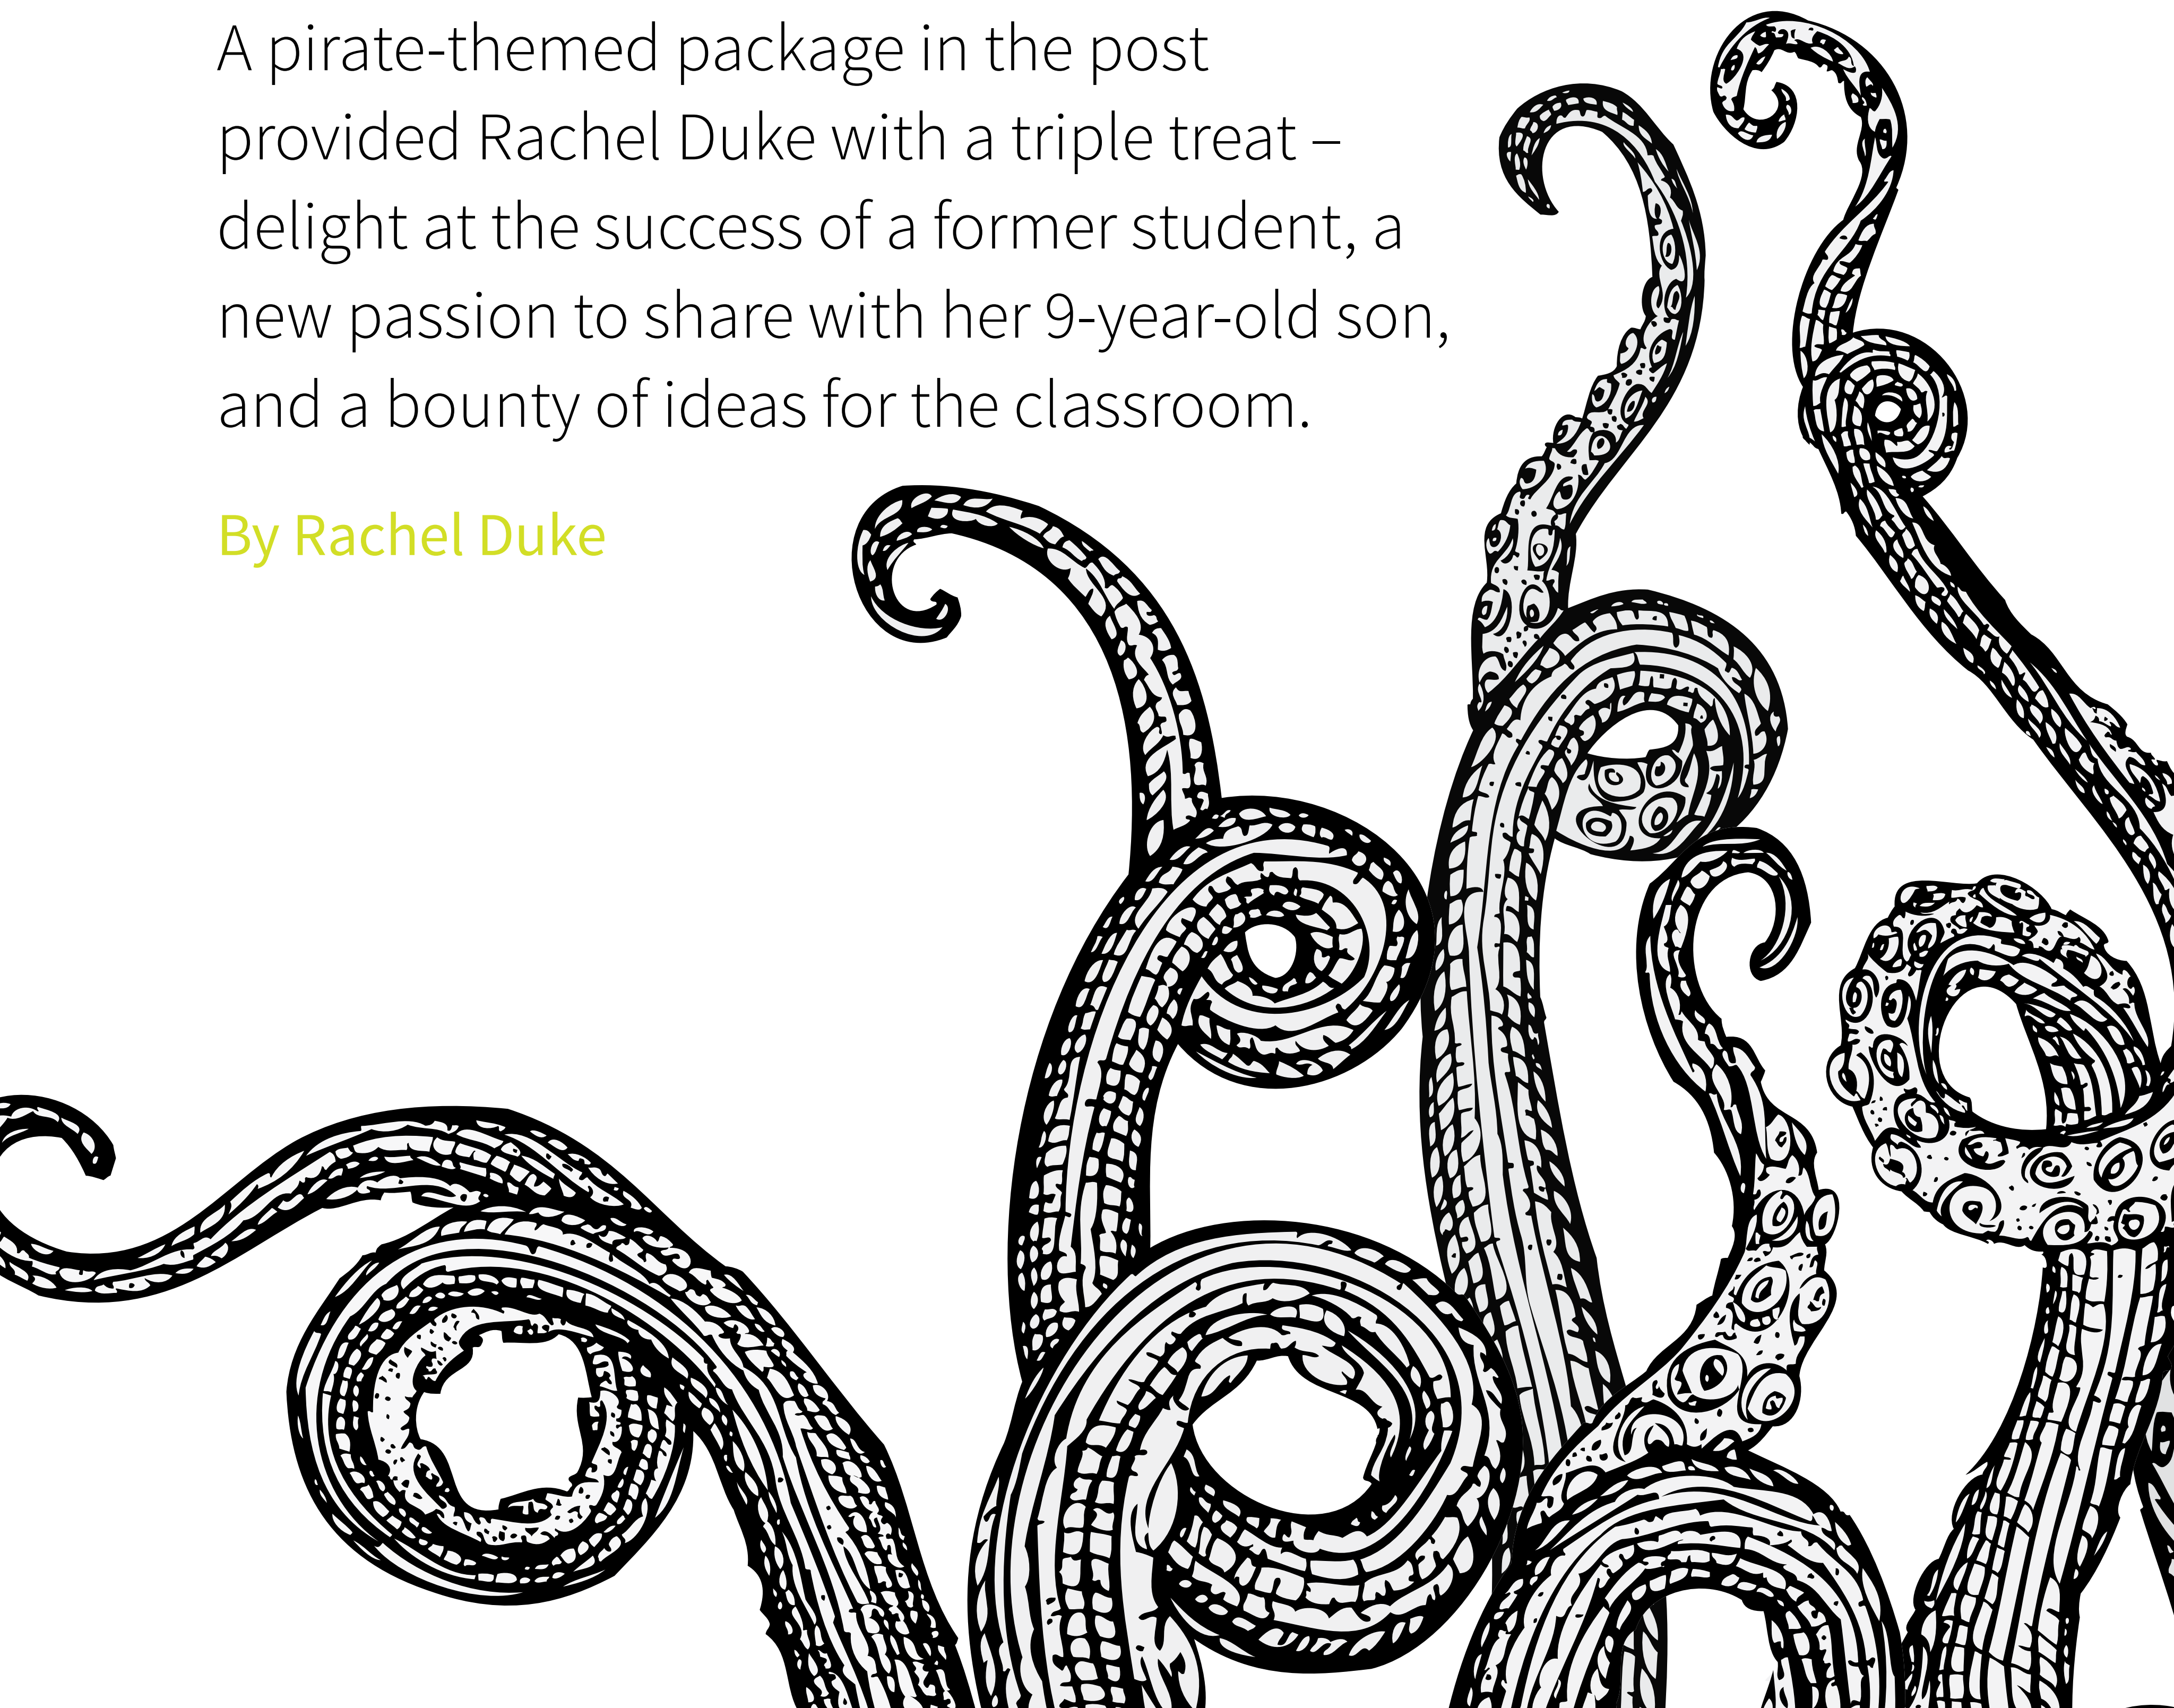 A pirate-themed package in the post
provided Rachel Duke with a triple treat –
delight at the success of a former student, a
new passion to share with her 9-year-old son,
and a bounty of ideas for the classroom.
By Rachel Duke